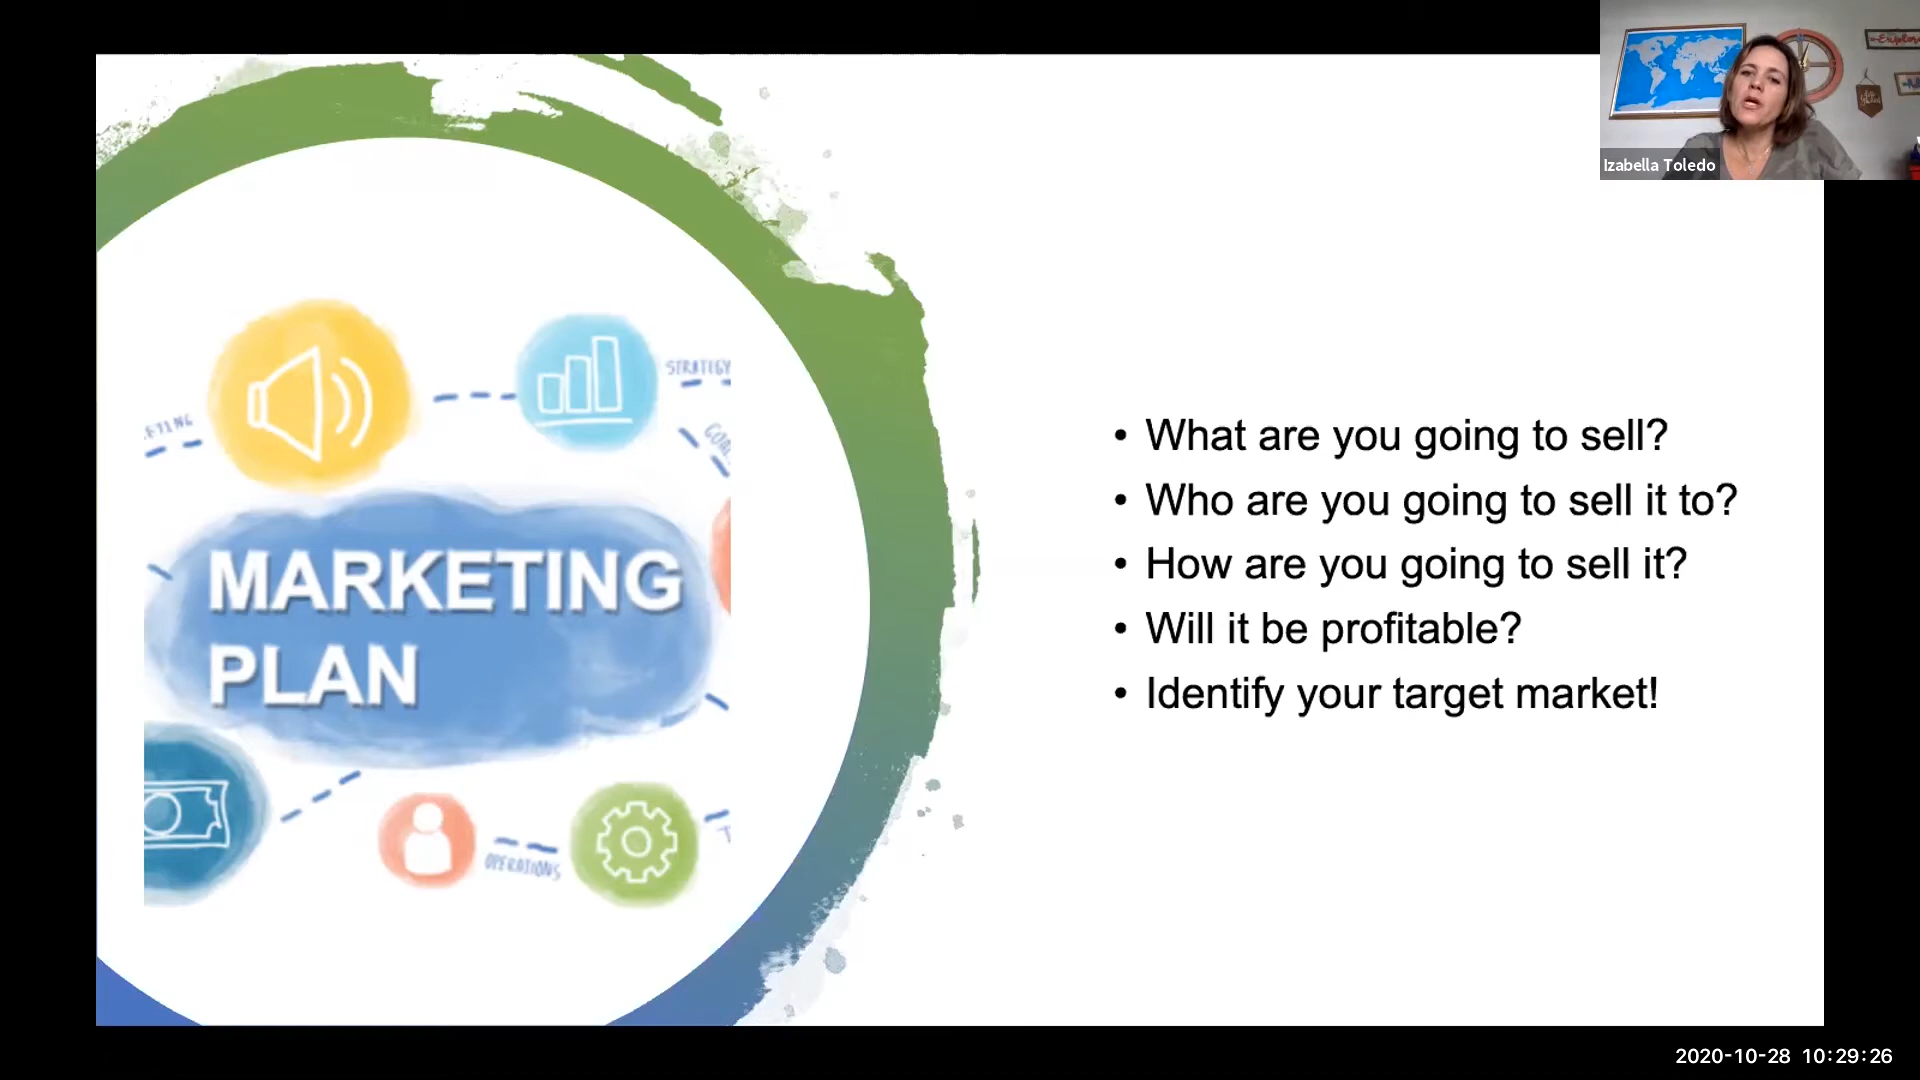 Izabella Toledo
STRATEGY
MARKETING
PLAN
OPERATIONS
• What are you going to sell?
• Who are you going to sell it to?
• How are you going to sell it?
• Will it be profitable?
• Identify your target market!
2020-10-28 10:29:26